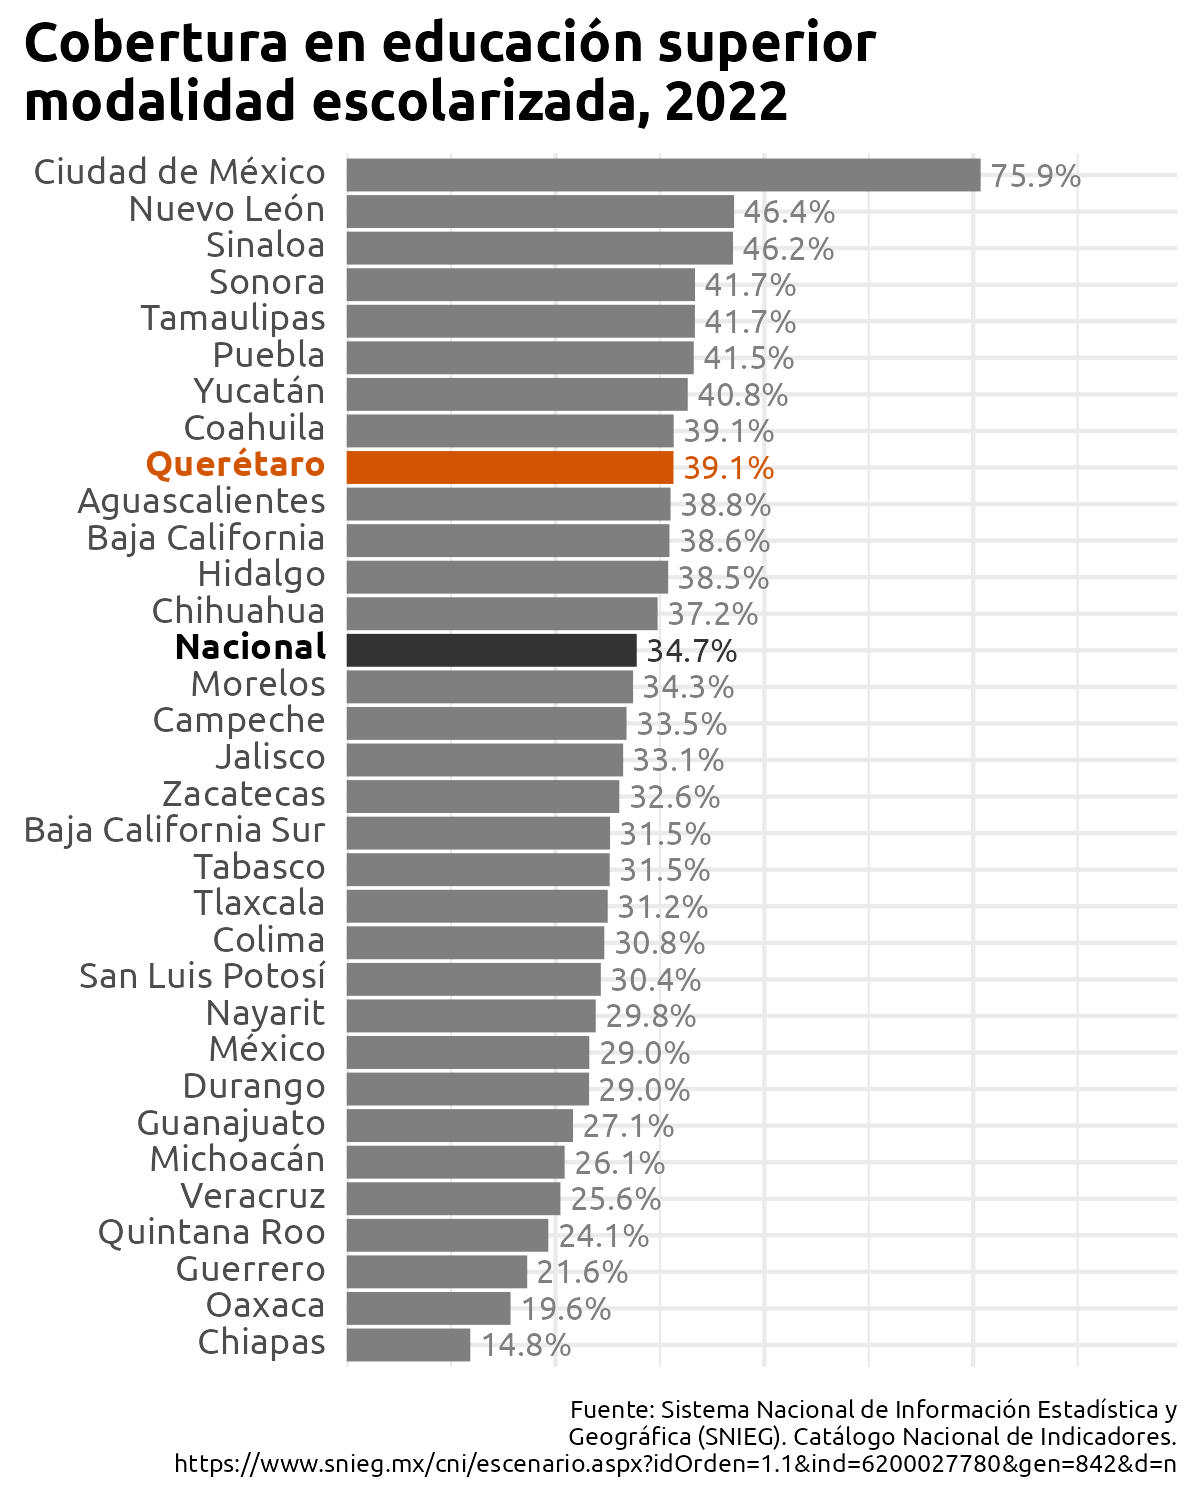 Cobertura en educación superior
modalidad escolarizada, 2022
Ciudad de México 75.9%
Nuevo León 46.4%
Sinaloa 46.2%
Sonora 41.7%
Tamaulipas 41.7%
Puebla 41.5%
Yucatán 40.8%
Coahuila 39.1%
Querétaro 39.1%
Aguascalientes 38.8%
Baja California 38.6%
Hidalgo 38.5%
Chihuahua 37.2%
Nacional 34.7%
Morelos 34.3%
Campeche 33.5%
Jalisco 33.1%
Zacatecas 32.6%
Baja California Sur 31.5%
Tabasco 31.5%
Tlaxcala 31.2%
Colima 30.8%
San Luis Potosí 30.4%
Nayarit 29.8%
México 29.0%
Durango 29.0%
Guanajuato 27.1%
Michoacán 26.1%
Veracruz 25.6%
Quintana Roo 24.1%
Guerrero 21.6%
Oaxaca 19.6%
Chiapas 14.8%
Fuente: Sistema Nacional de Información Estadística y
Geográfica (SNIEG). Catálogo Nacional de Indicadores.
https://www.snieg.mx/cni/escenario.aspx?idOrden=1.1&ind=6200027780&gen=842&d=n